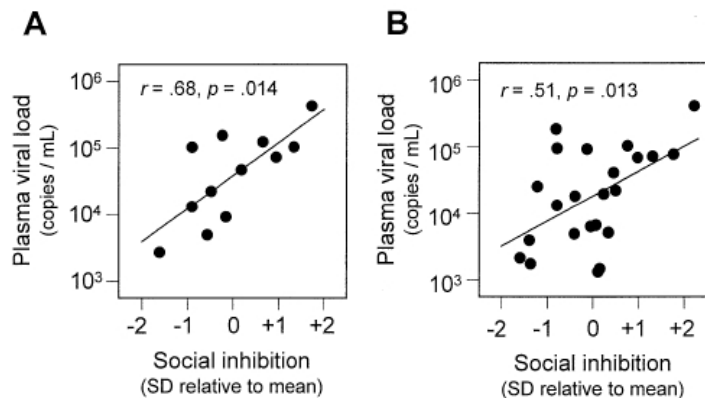 A
r = .68, p = .014
Plasma viral load
(copies / mL)
10⁶
10⁵
10⁴
10³
-2 -1 0 +1 +2
Social inhibition
(SD relative to mean)
B
r = .51, p = .013
Plasma viral load
(copies / mL)
10⁶
10⁵
10⁴
10³
-2 -1 0 +1 +2
Social inhibition
(SD relative to mean)